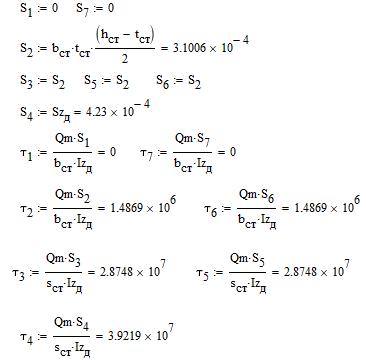 S₁ := 0 S₇ := 0
S₂ := b_ст·t_ст·(h_ст − t_ст)/2 = 3.1006 × 10⁻⁴
S₃ := S₂ S₅ := S₂ S₆ := S₂
S₄ := Sz_д = 4.23 × 10⁻⁴
τ₁ := Qm·S₁/(b_ст·Iz_д) = 0 τ₇ := Qm·S₇/(b_ст·Iz_д) = 0
τ₂ := Qm·S₂/(b_ст·Iz_д) = 1.4869 × 10⁶ τ₆ := Qm·S₆/(b_ст·Iz_д) = 1.4869 × 10⁶
τ₃ := Qm·S₃/(s_ст·Iz_д) = 2.8748 × 10⁷ τ₅ := Qm·S₅/(s_ст·Iz_д) = 2.8748 × 10⁷
τ₄ := Qm·S₄/(s_ст·Iz_д) = 3.9219 × 10⁷